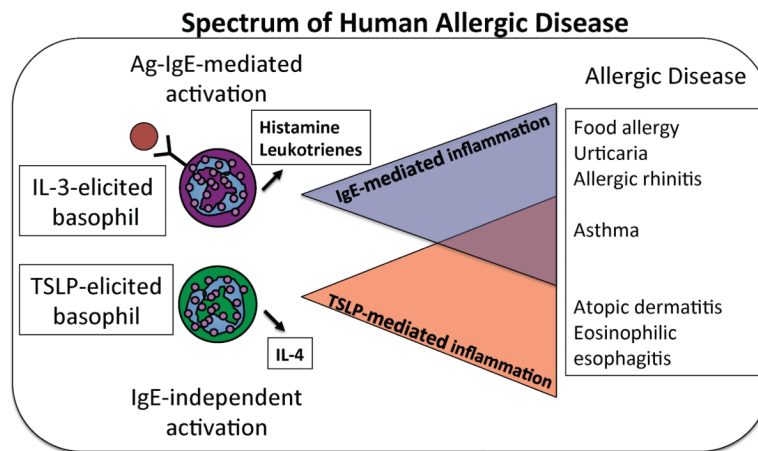 Spectrum of Human Allergic Disease
Ag-IgE-mediated
activation
Histamine
Leukotrienes
IL-3-elicited
basophil
TSLP-elicited
basophil
IL-4
IgE-independent
activation
IgE-mediated inflammation
TSLP-mediated inflammation
Allergic Disease
Food allergy
Urticaria
Allergic rhinitis
Asthma
Atopic dermatitis
Eosinophilic
esophagitis